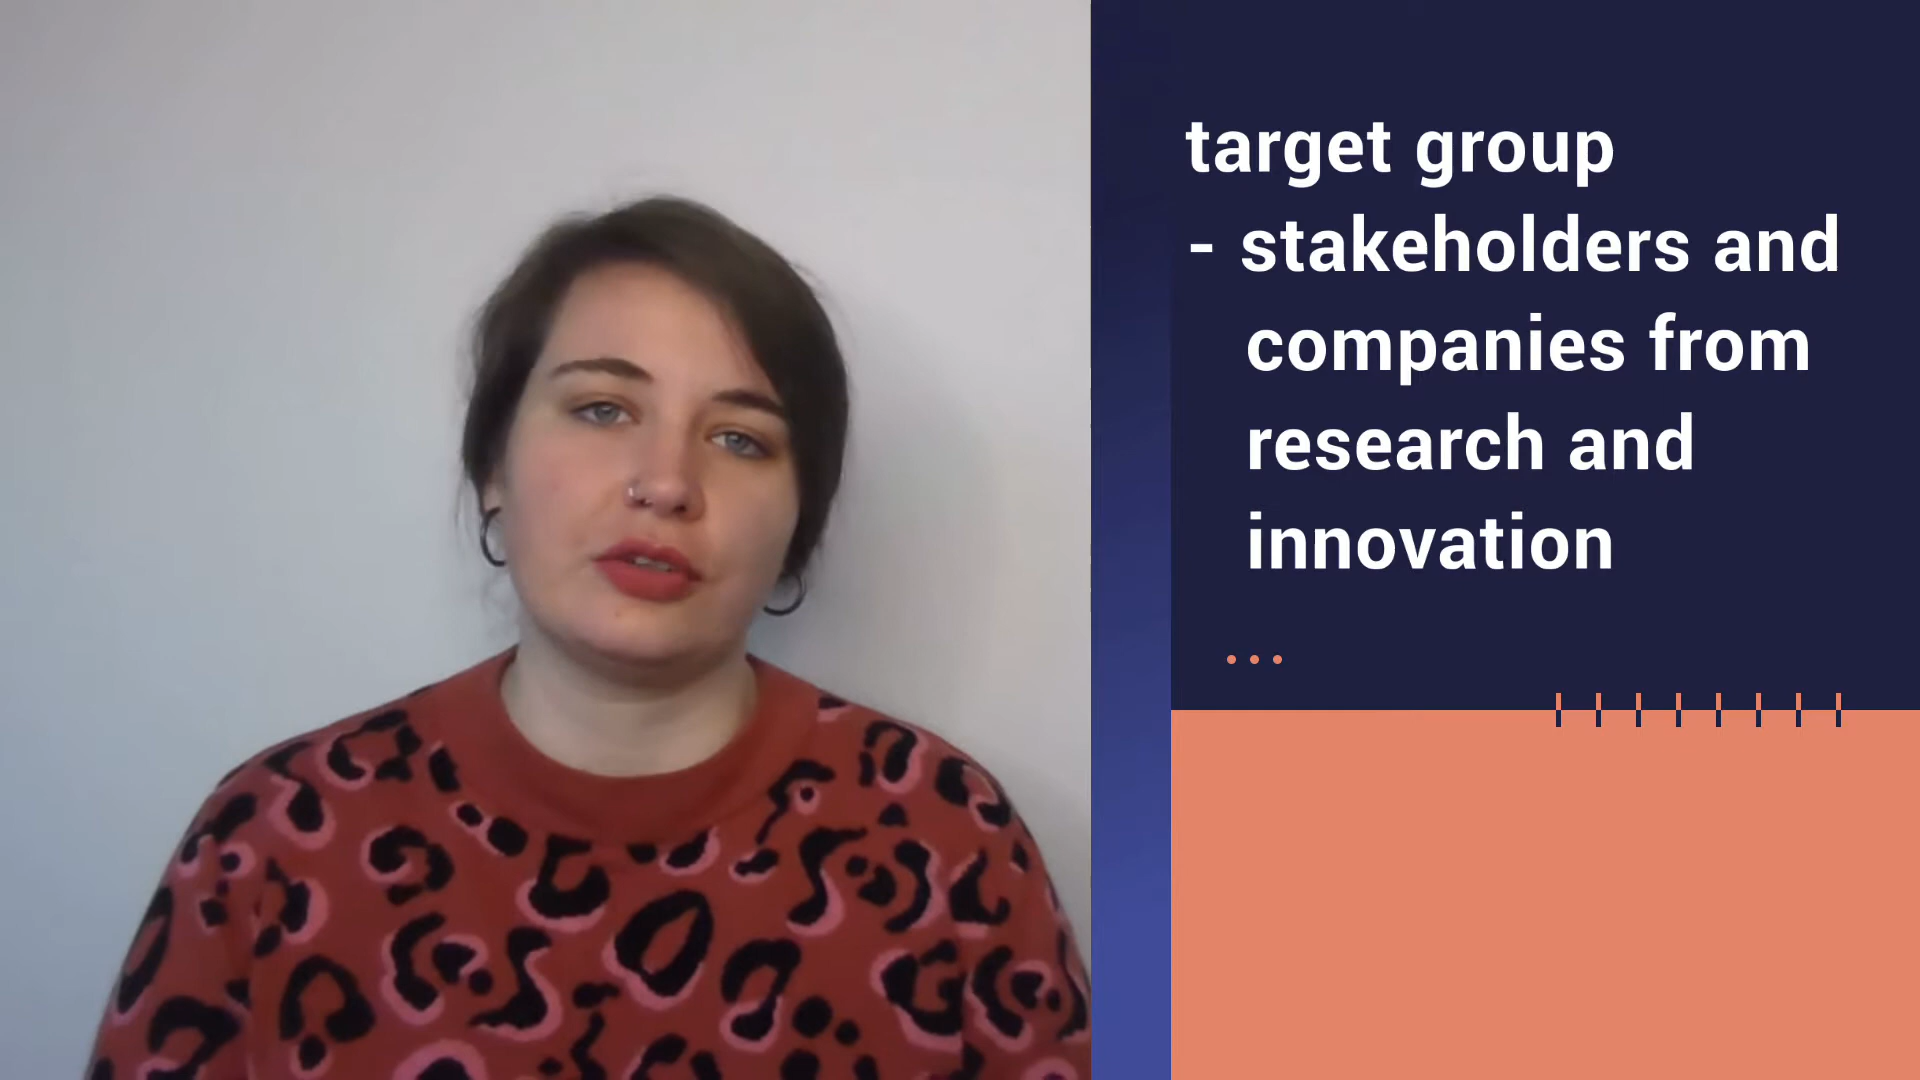 target group
- stakeholders and
companies from
research and
innovation